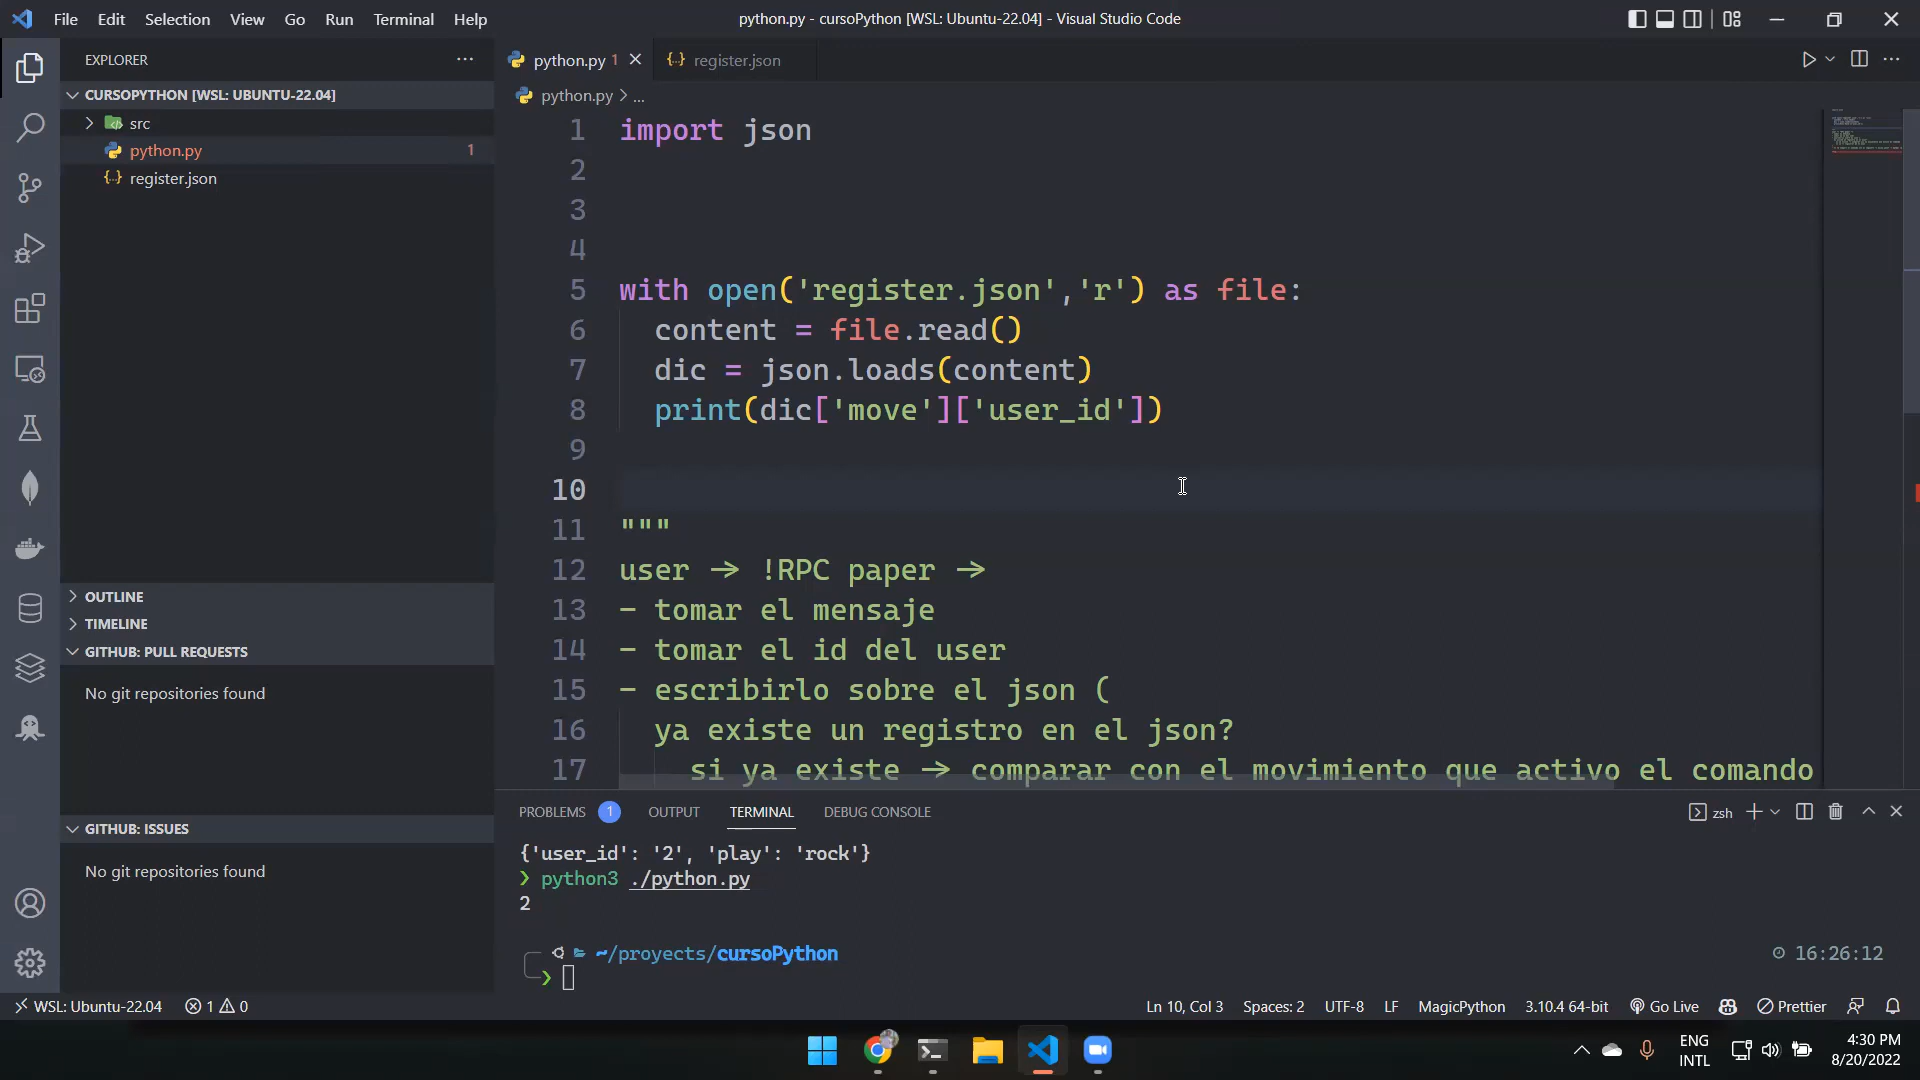 File Edit Selection View Go Run Terminal Help
python.py - cursoPython [WSL: Ubuntu-22.04] - Visual Studio Code
EXPLORER
CURSOPYTHON [WSL: UBUNTU-22.04]
src
python.py 1
register.json
OUTLINE
TIMELINE
GITHUB: PULL REQUESTS
No git repositories found
GITHUB: ISSUES
No git repositories found
python.py 1
register.json
python.py > ...
1 import json
2
3
4
5 with open('register.json','r') as file:
6 content = file.read()
7 dic = json.loads(content)
8 print(dic['move']['user_id'])
9
10
11 """
12 user → !RPC paper →
13 - tomar el mensaje
14 - tomar el id del user
15 - escribirlo sobre el json (
16 ya existe un registro en el json?
17 si ya existe → comparar con el movimiento que activo el comando
PROBLEMS 1 OUTPUT TERMINAL DEBUG CONSOLE
zsh
{'user_id': '2', 'play': 'rock'}
❯ python3 ./python.py
2
~/proyects/cursoPython
16:26:12
❯
WSL: Ubuntu-22.04 1 0
Ln 10, Col 3 Spaces: 2 UTF-8 LF MagicPython 3.10.4 64-bit Go Live Prettier
ENG
INTL
4:30 PM
8/20/2022